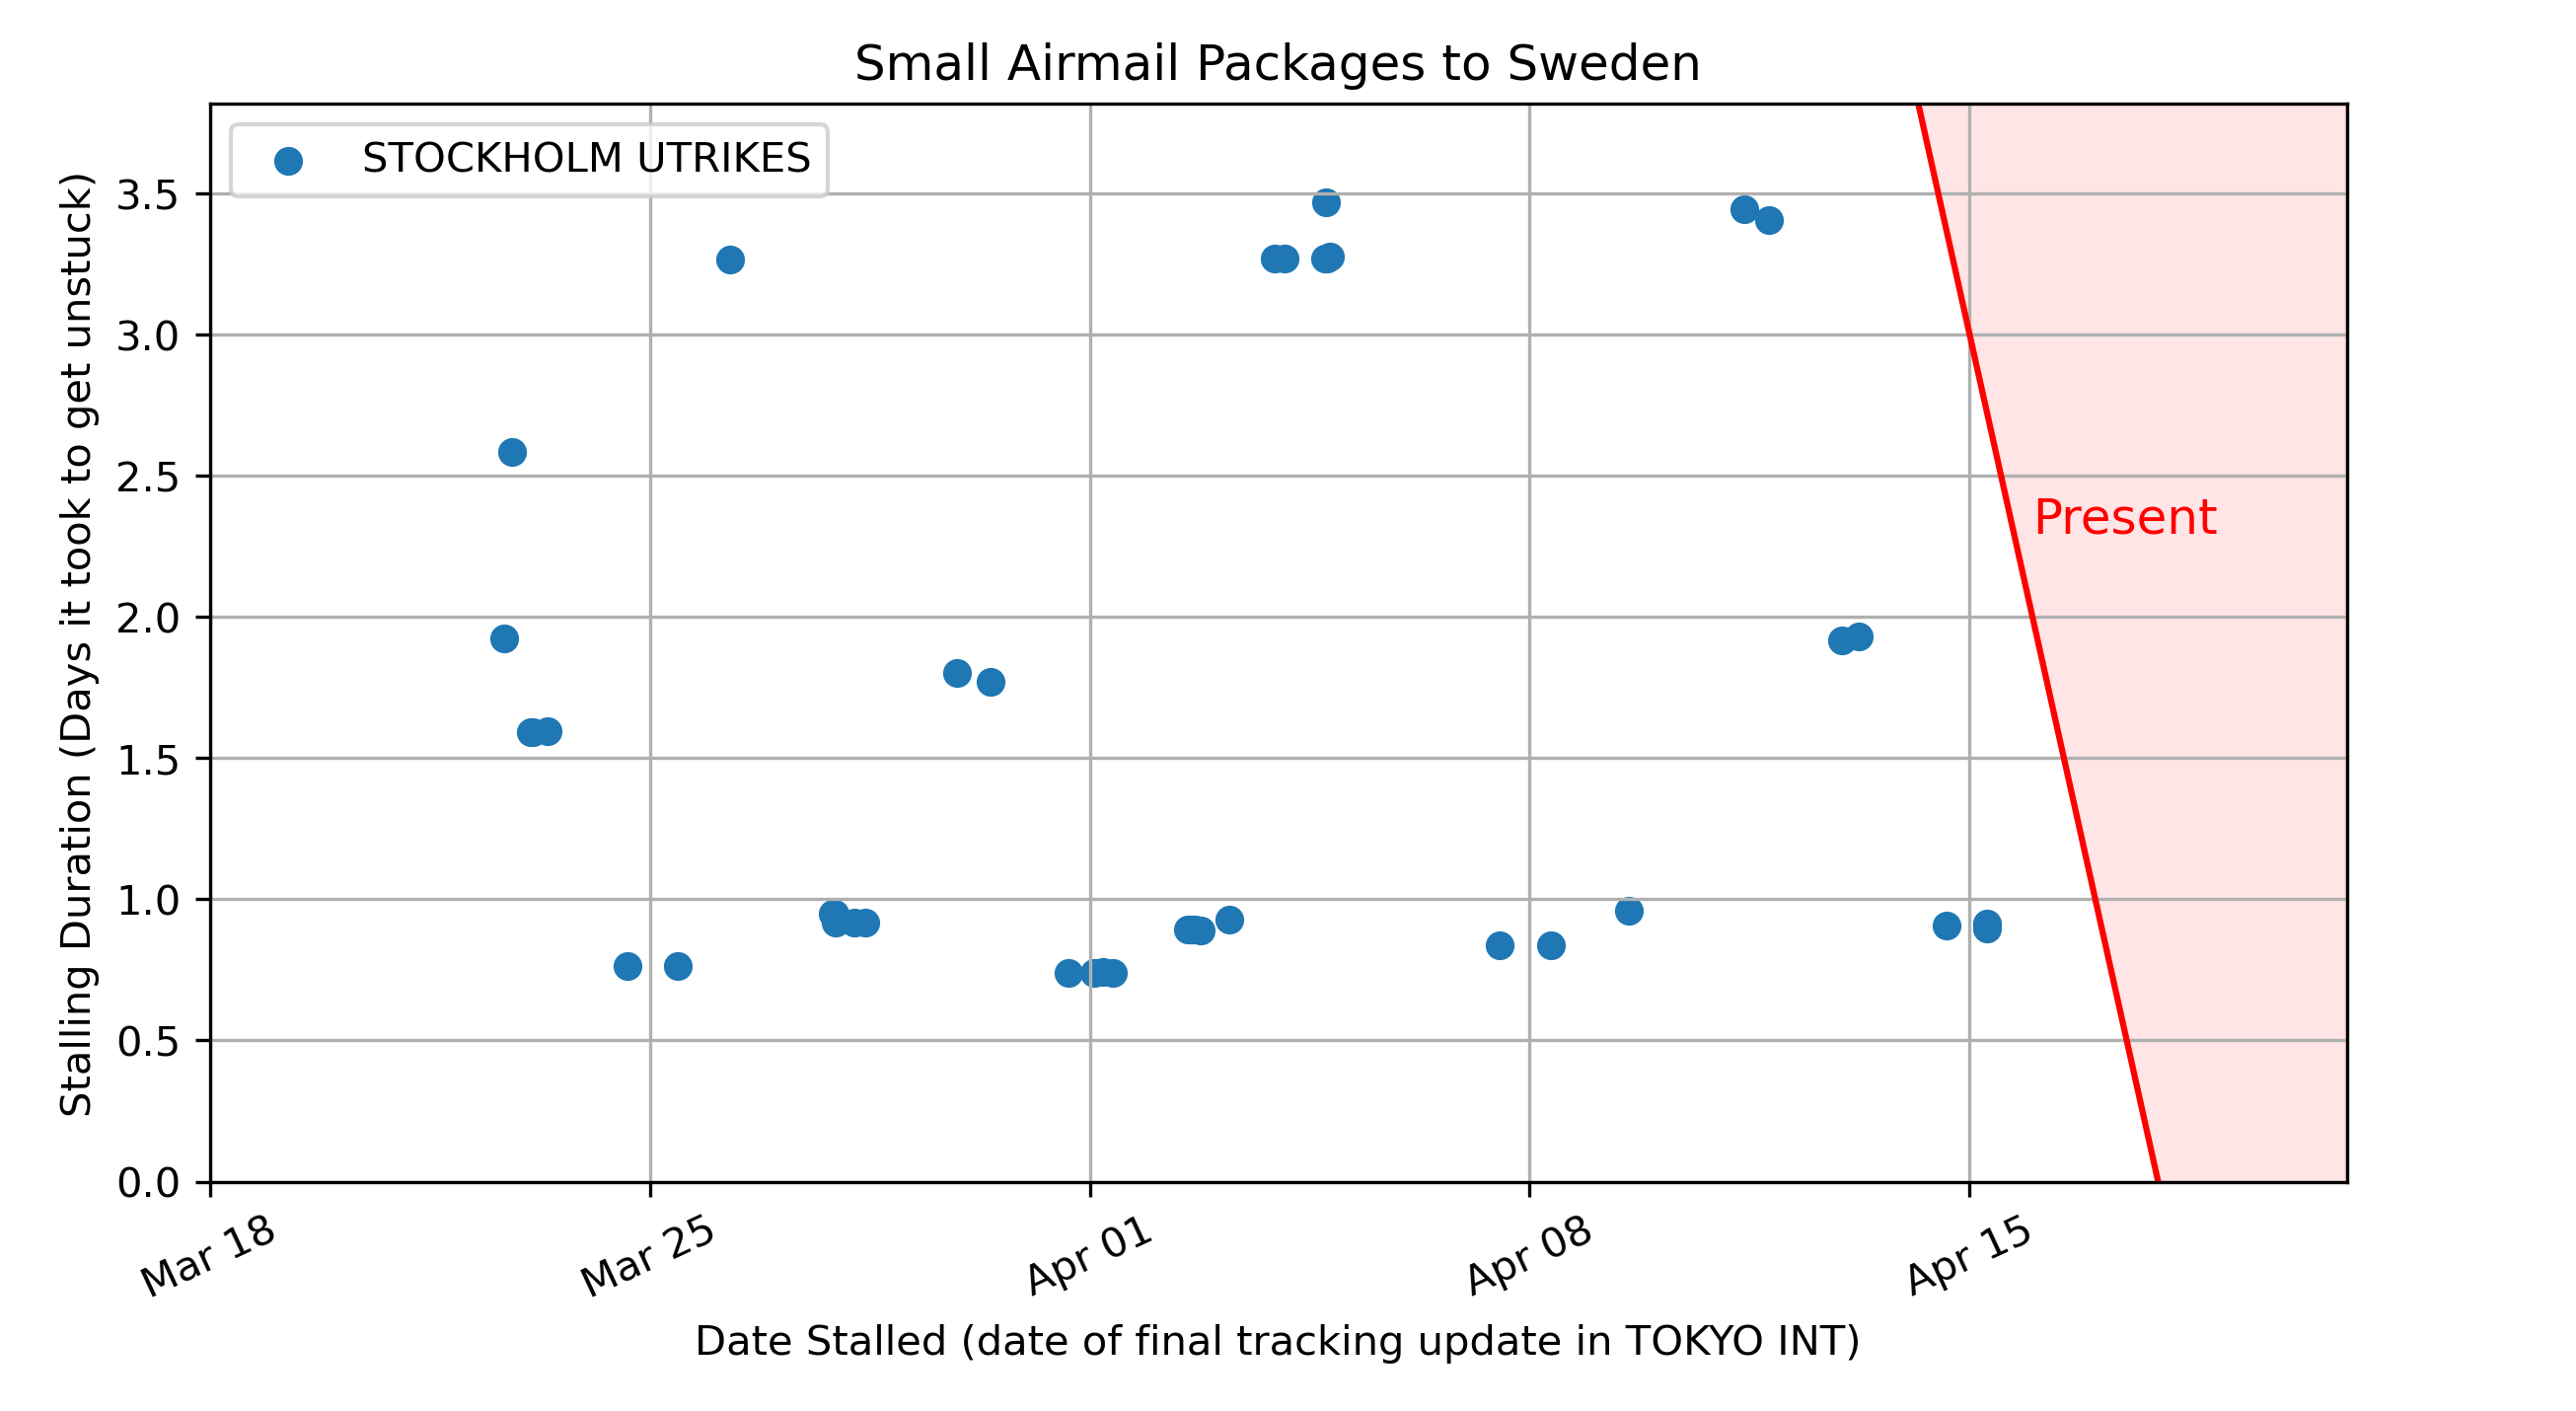 Small Airmail Packages to Sweden
STOCKHOLM UTRIKES
Stalling Duration (Days it took to get unstuck)
3.5
3.0
2.5
2.0
1.5
1.0
0.5
0.0
Present
Mar 18
Mar 25
Apr 01
Apr 08
Apr 15
Date Stalled (date of final tracking update in TOKYO INT)